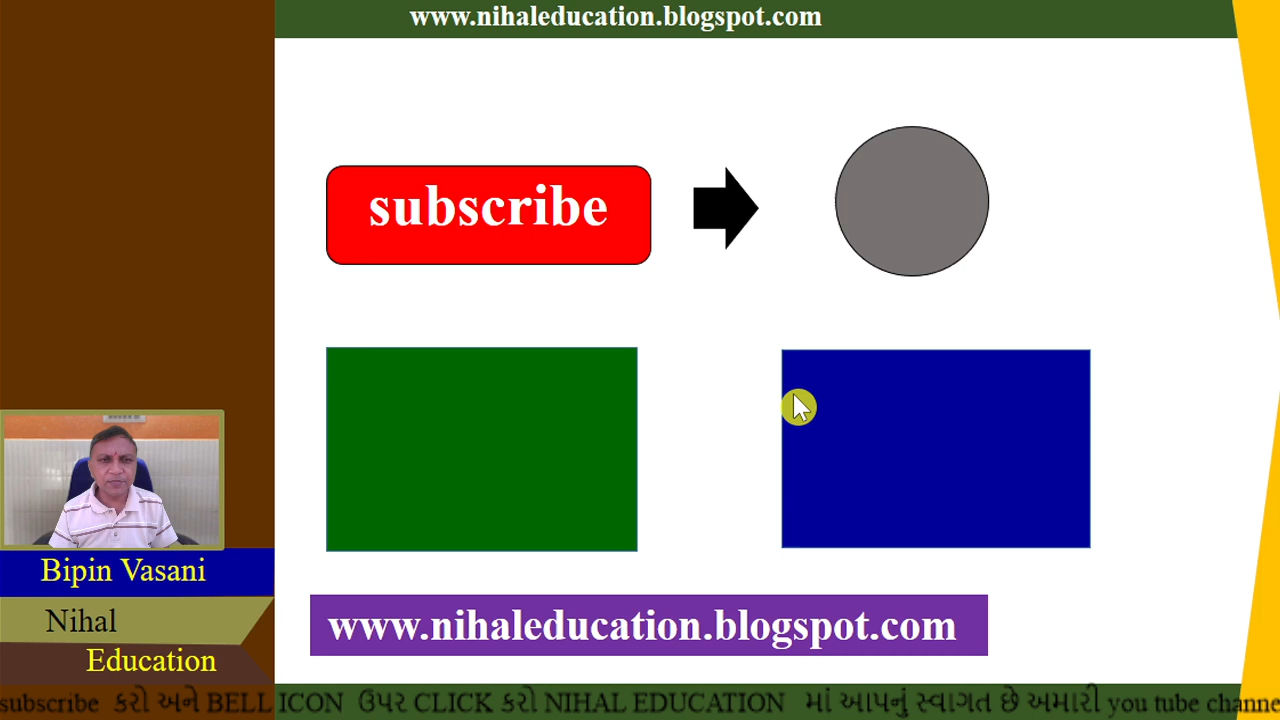 www.nihaleducation.blogspot.com
subscribe
Bipin Vasani
Nihal
Education
www.nihaleducation.blogspot.com
subscribe કરો અને BELL ICON ઉપર CLICK કરો NIHAL EDUCATION માં આપનું સ્વાગત છે અમારી you tube channe